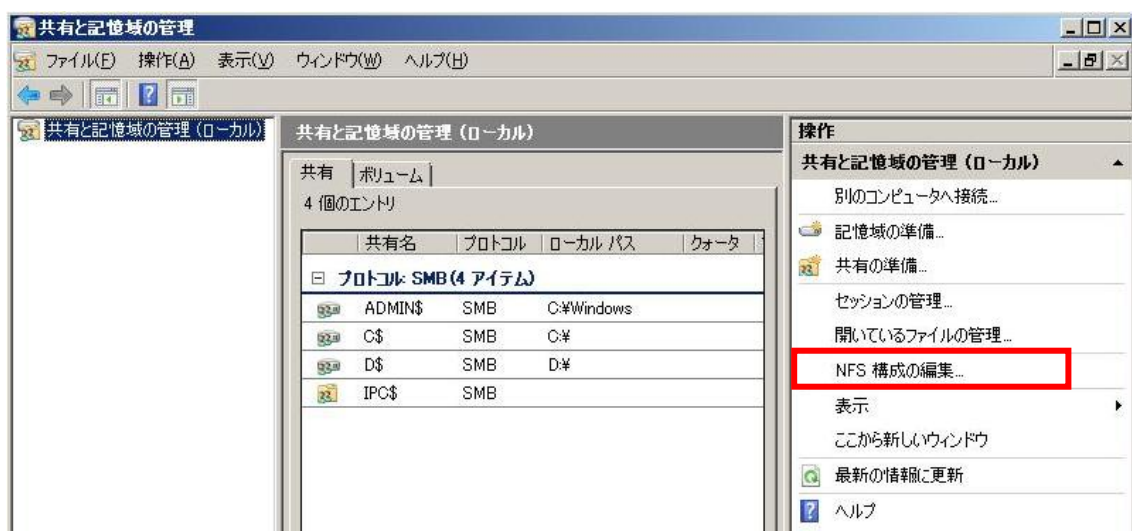 共有と記憶域の管理
ファイル(F) 操作(A) 表示(V) ウィンドウ(W) ヘルプ(H)
共有と記憶域の管理 (ローカル)
共有と記憶域の管理 (ローカル)
共有 ボリューム
4 個のエントリ
共有名 プロトコル ローカル パス クォータ
プロトコル: SMB (4 アイテム)
ADMIN$ SMB C:¥Windows
C$ SMB C:¥
D$ SMB D:¥
IPC$ SMB
操作
共有と記憶域の管理 (ローカル)
別のコンピュータへ接続...
記憶域の準備...
共有の準備...
セッションの管理...
開いているファイルの管理...
NFS 構成の編集...
表示
ここから新しいウィンドウ
最新の情報に更新
ヘルプ